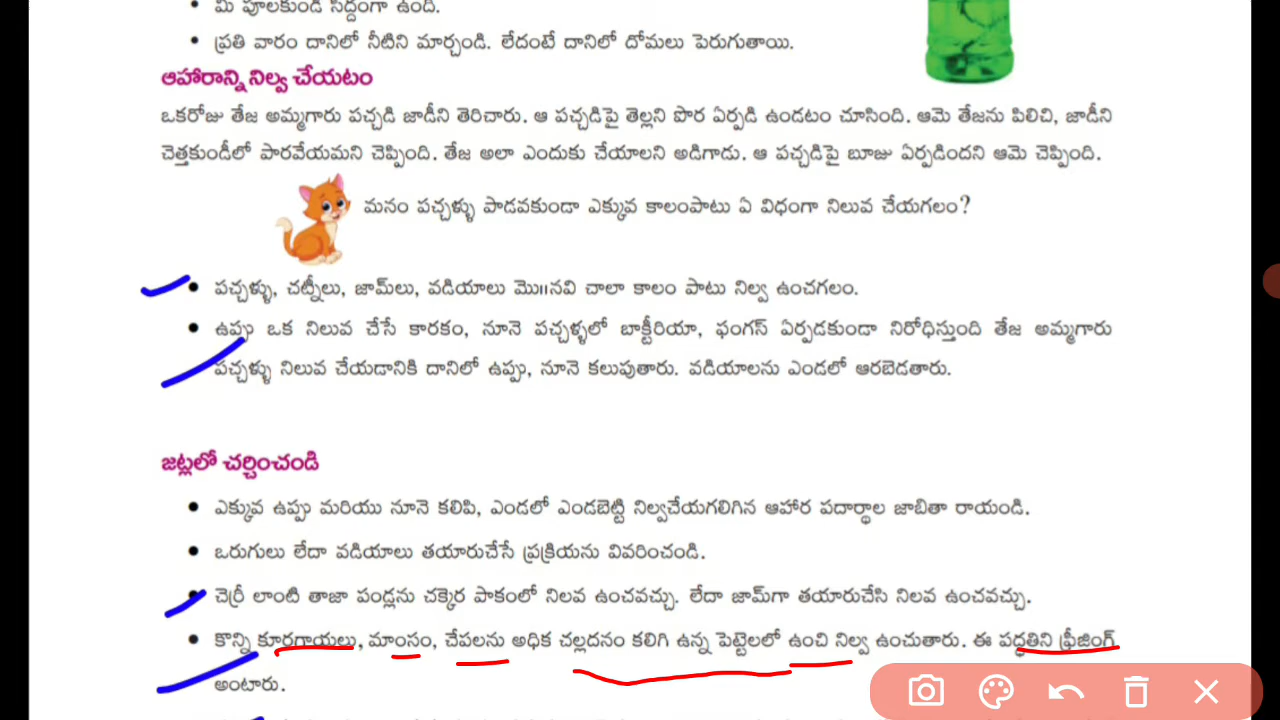 • మీ పూలకుండి సిద్ధంగా ఉంది.
• ప్రతి వారం దానిలో నీటిని మార్చండి. లేదంటే దానిలో దోమలు పెరుగుతాయి.
ఆహారాన్ని నిల్వ చేయటం
ఒకరోజు తేజ అమ్మగారు పచ్చడి జాడీని తెరిచారు. ఆ పచ్చడిపై తెల్లని పొర ఏర్పడి ఉండటం చూసింది. ఆమె తేజను పిలిచి, జాడీని
చెత్తకుండీలో పారవేయమని చెప్పింది. తేజ అలా ఎందుకు చేయాలని అడిగాడు. ఆ పచ్చడిపై బూజు ఏర్పడిందని ఆమె చెప్పింది.
మనం పచ్చళ్ళు పాడవకుండా ఎక్కువ కాలంపాటు ఏ విధంగా నిలువ చేయగలం?
• పచ్చళ్ళు, చట్నీలు, జామ్‌లు, వడియాలు మొ॥నవి చాలా కాలం పాటు నిల్వ ఉంచగలం.
• ఉప్పు ఒక నిలువ చేసే కారకం, నూనె పచ్చళ్ళలో బాక్టీరియా, ఫంగస్ ఏర్పడకుండా నిరోధిస్తుంది తేజ అమ్మగారు
పచ్చళ్ళు నిలువ చేయడానికి దానిలో ఉప్పు, నూనె కలుపుతారు. వడియాలను ఎండలో ఆరబెడతారు.
జట్లలో చర్చించండి
• ఎక్కువ ఉప్పు మరియు నూనె కలిపి, ఎండలో ఎండబెట్టి నిల్వచేయగలిగిన ఆహార పదార్థాల జాబితా రాయండి.
• ఒరుగులు లేదా వడియాలు తయారుచేసే ప్రక్రియను వివరించండి.
• చెర్రీ లాంటి తాజా పండ్లను చక్కెర పాకంలో నిలవ ఉంచవచ్చు. లేదా జామ్‌గా తయారుచేసి నిలవ ఉంచవచ్చు.
• కొన్ని కూరగాయలు, మాంసం, చేపలను అధిక చల్లదనం కలిగి ఉన్న పెట్టెలలో ఉంచి నిల్వ ఉంచుతారు. ఈ పద్ధతిని ఫ్రీజింగ్
అంటారు.